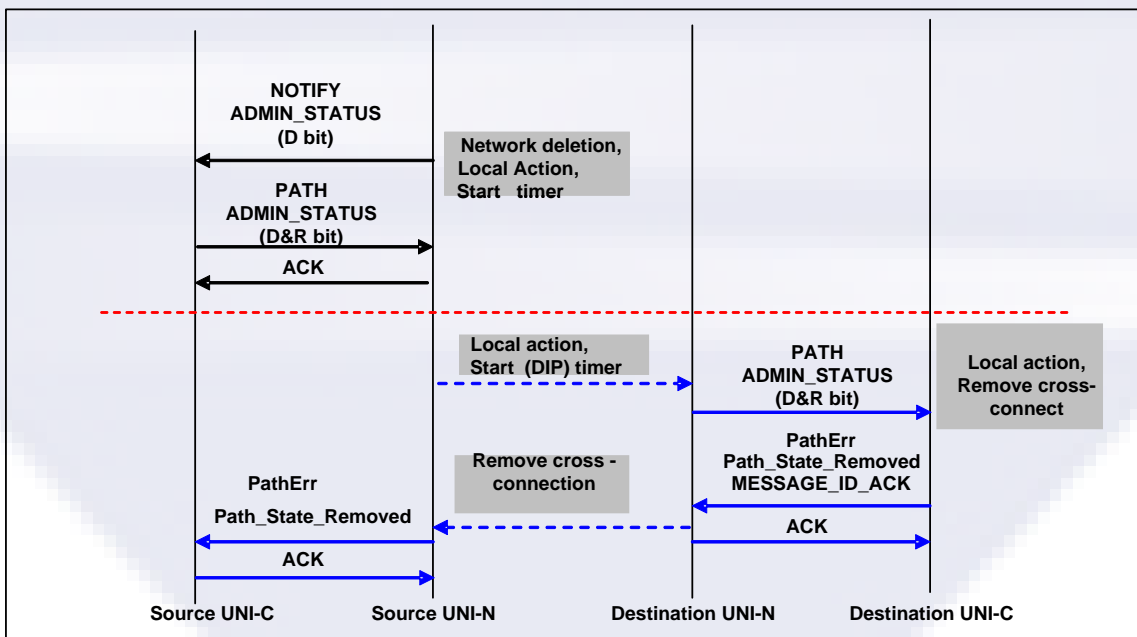 NOTIFY
ADMIN_STATUS
(D bit)
Network deletion,
Local Action,
Start timer
PATH
ADMIN_STATUS
(D&R bit)
ACK
Local action,
Start (DIP) timer
PATH
ADMIN_STATUS
(D&R bit)
Local action,
Remove cross-
connect
PathErr
Path_State_Removed
MESSAGE_ID_ACK
Remove cross -
connection
PathErr
Path_State_Removed
ACK
ACK
Source UNI-C
Source UNI-N
Destination UNI-N
Destination UNI-C